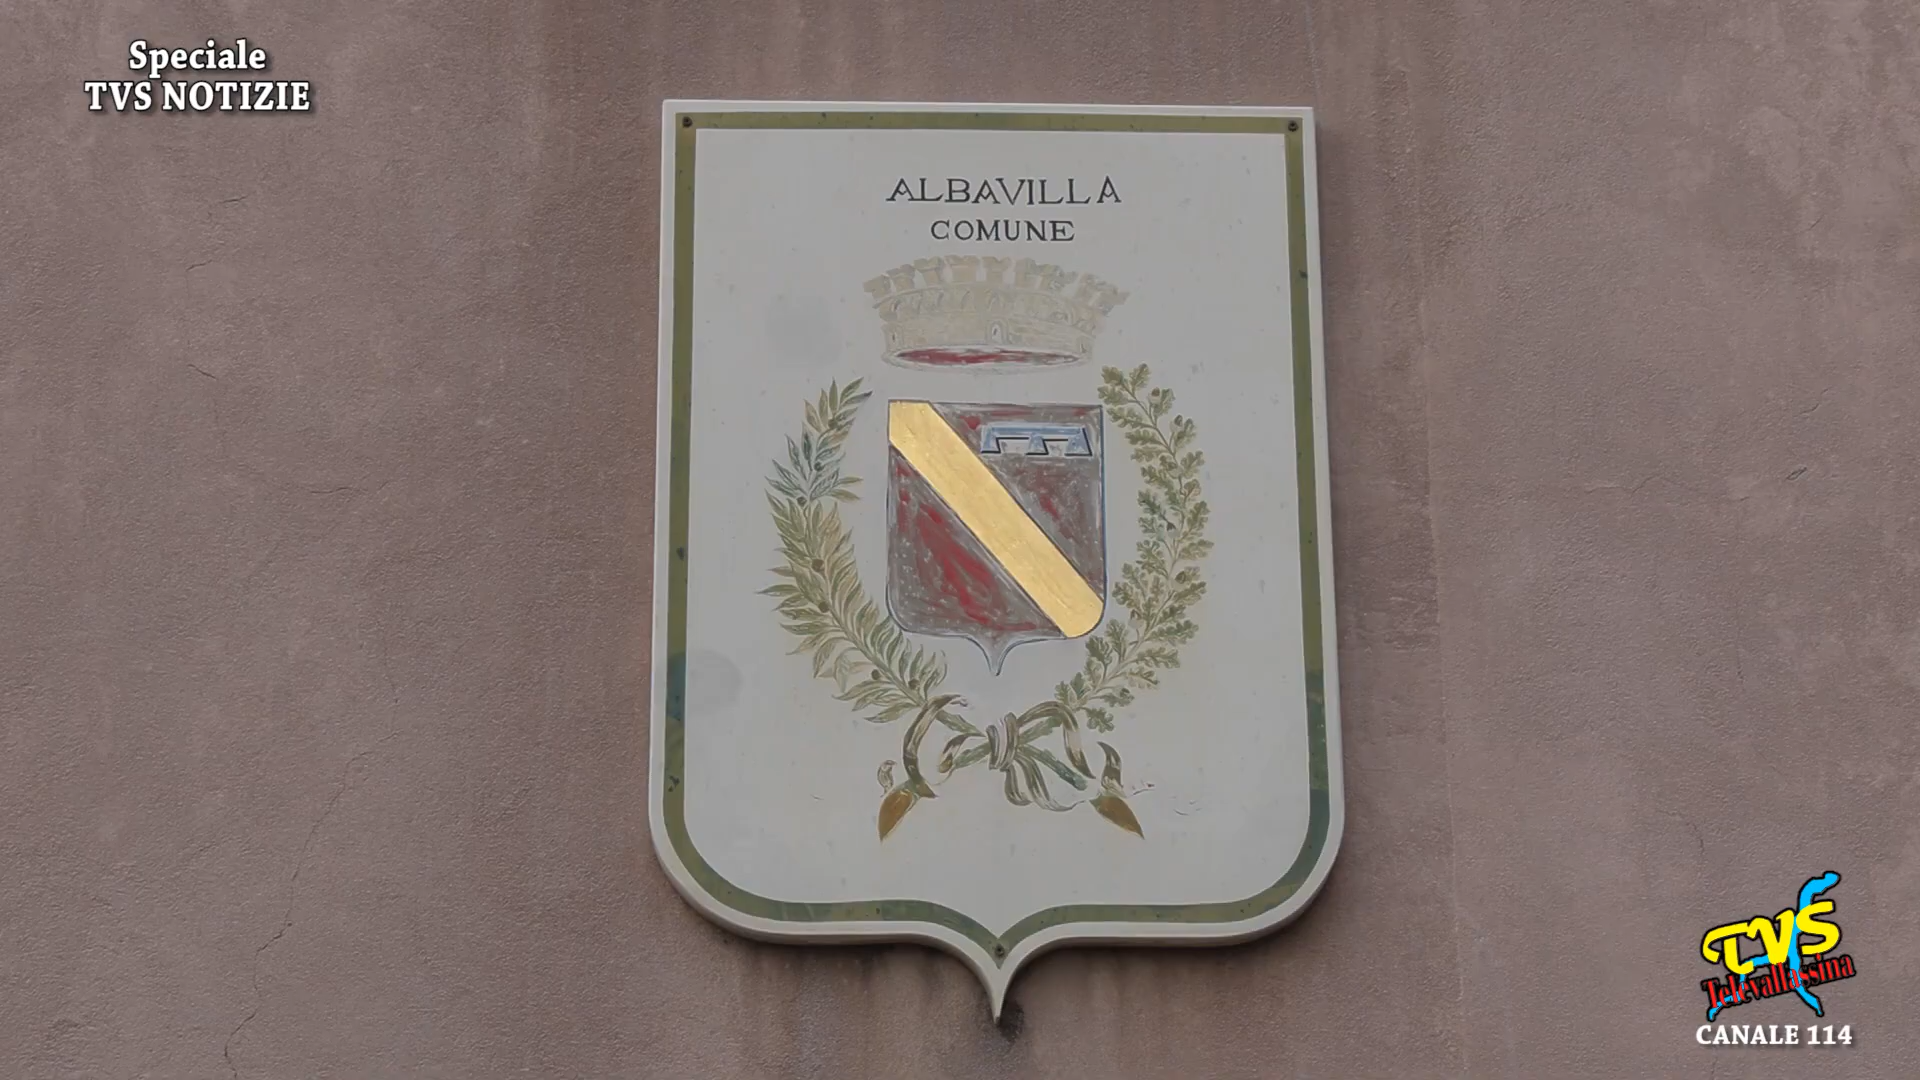 Speciale
TVS NOTIZIE
ALBAVILLA
COMUNE
TVS
Televallassina
CANALE 114